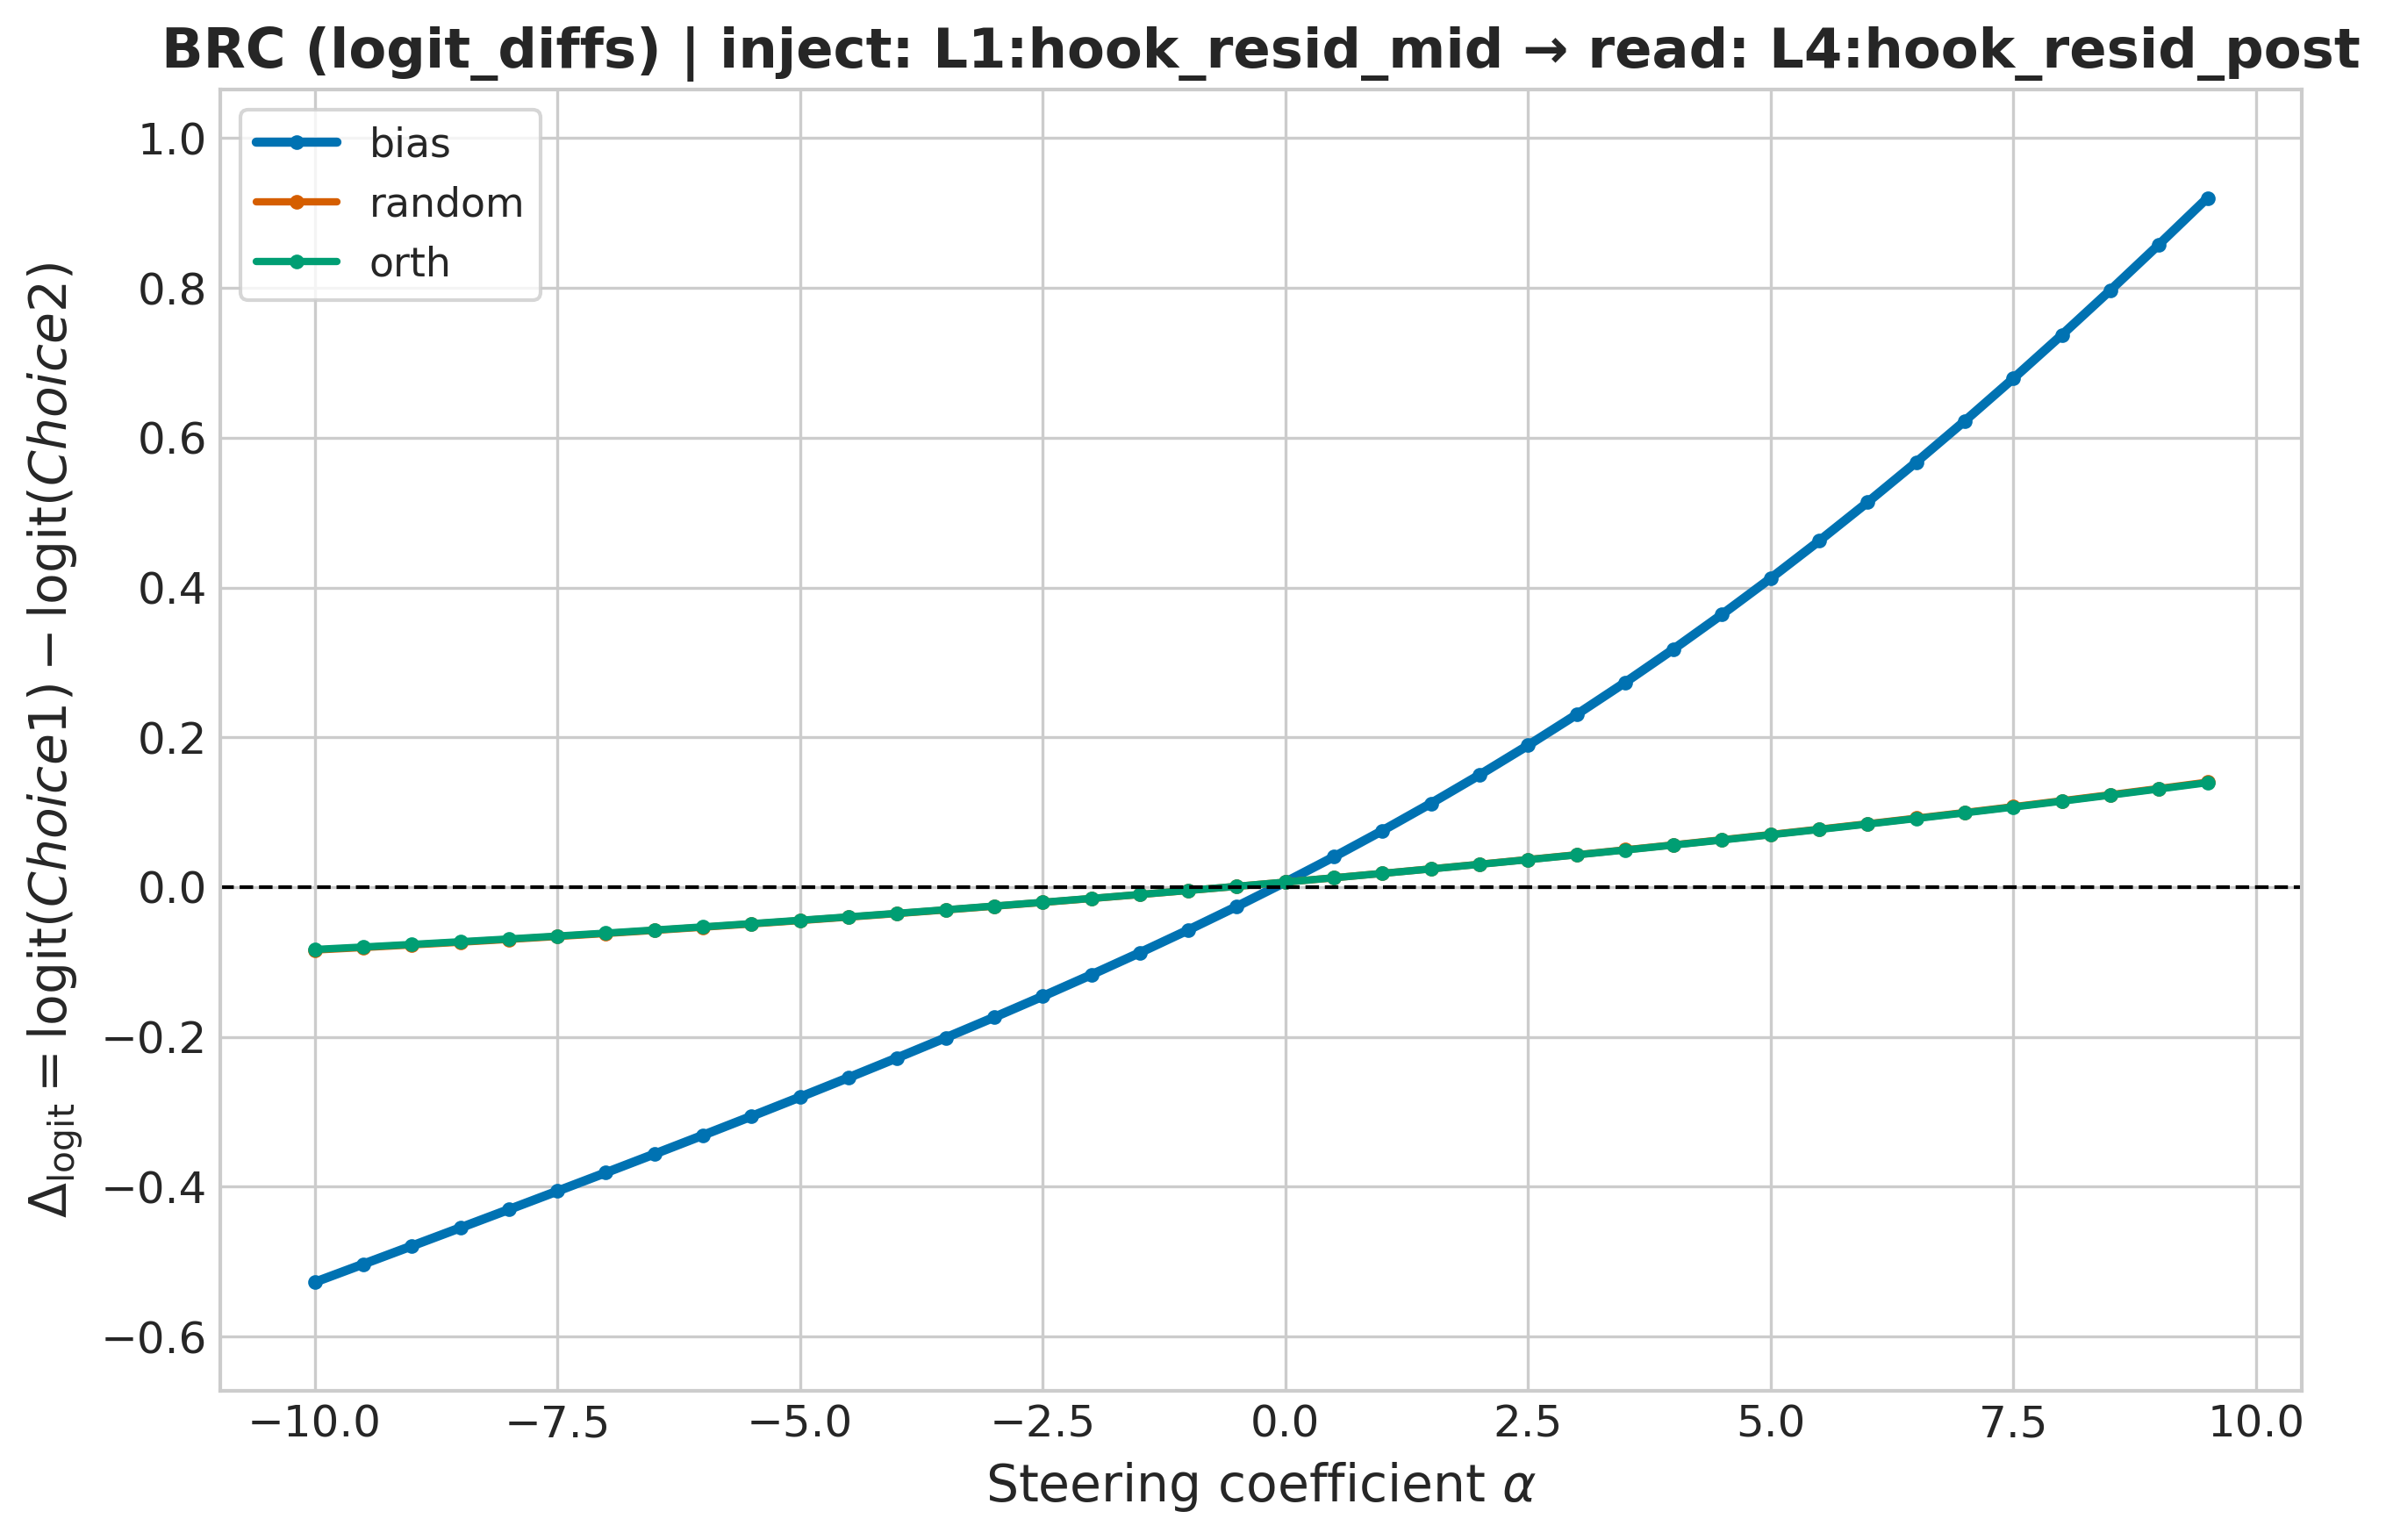 BRC (logit_diffs) | inject: L1:hook_resid_mid → read: L4:hook_resid_post
bias
random
orth
1.0
0.8
0.6
0.4
0.2
0.0
−0.2
−0.4
−0.6
Δlogit = logit(Choice1) − logit(Choice2)
−10.0 −7.5 −5.0 −2.5 0.0 2.5 5.0 7.5 10.0
Steering coefficient α